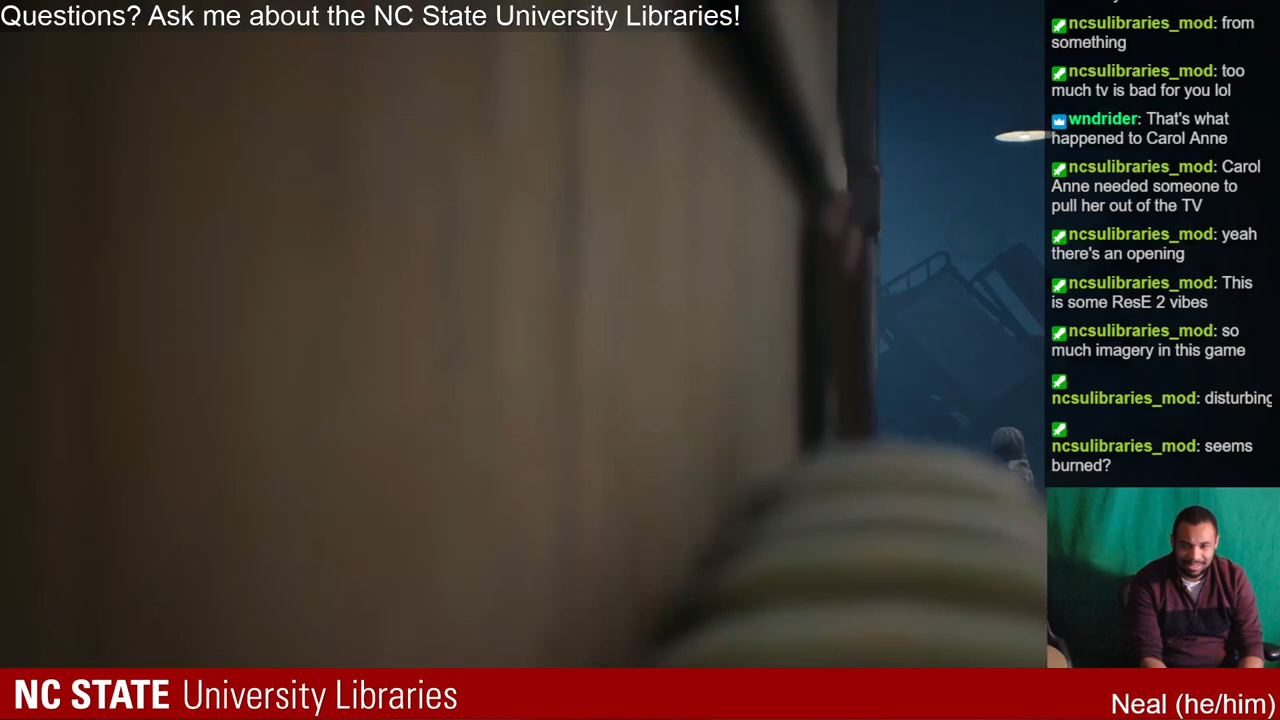 Questions? Ask me about the NC State University Libraries!
ncsulibraries_mod: from
something
ncsulibraries_mod: too
much tv is bad for you lol
wndrider: That's what
happened to Carol Anne
ncsulibraries_mod: Carol
Anne needed someone to
pull her out of the TV
ncsulibraries_mod: yeah
there's an opening
ncsulibraries_mod: This
is some ResE 2 vibes
ncsulibraries_mod: so
much imagery in this game
ncsulibraries_mod: disturbing
ncsulibraries_mod: seems
burned?
NC STATE University Libraries
Neal (he/him)